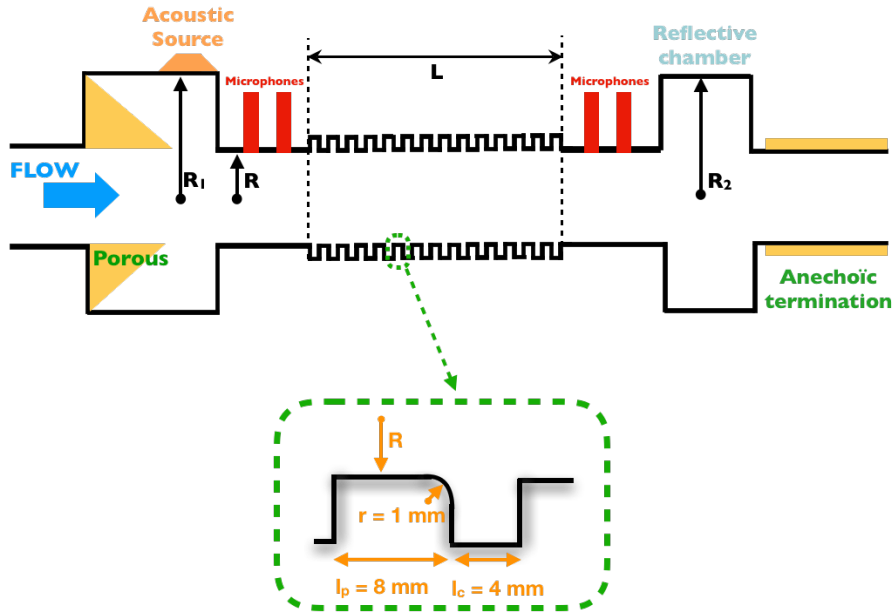 Acoustic
Source
Reflective
chamber
Microphones
L
Microphones
FLOW
R1
R
R2
Porous
Anechoïc
termination
R
r = 1 mm
lp = 8 mm
lc = 4 mm